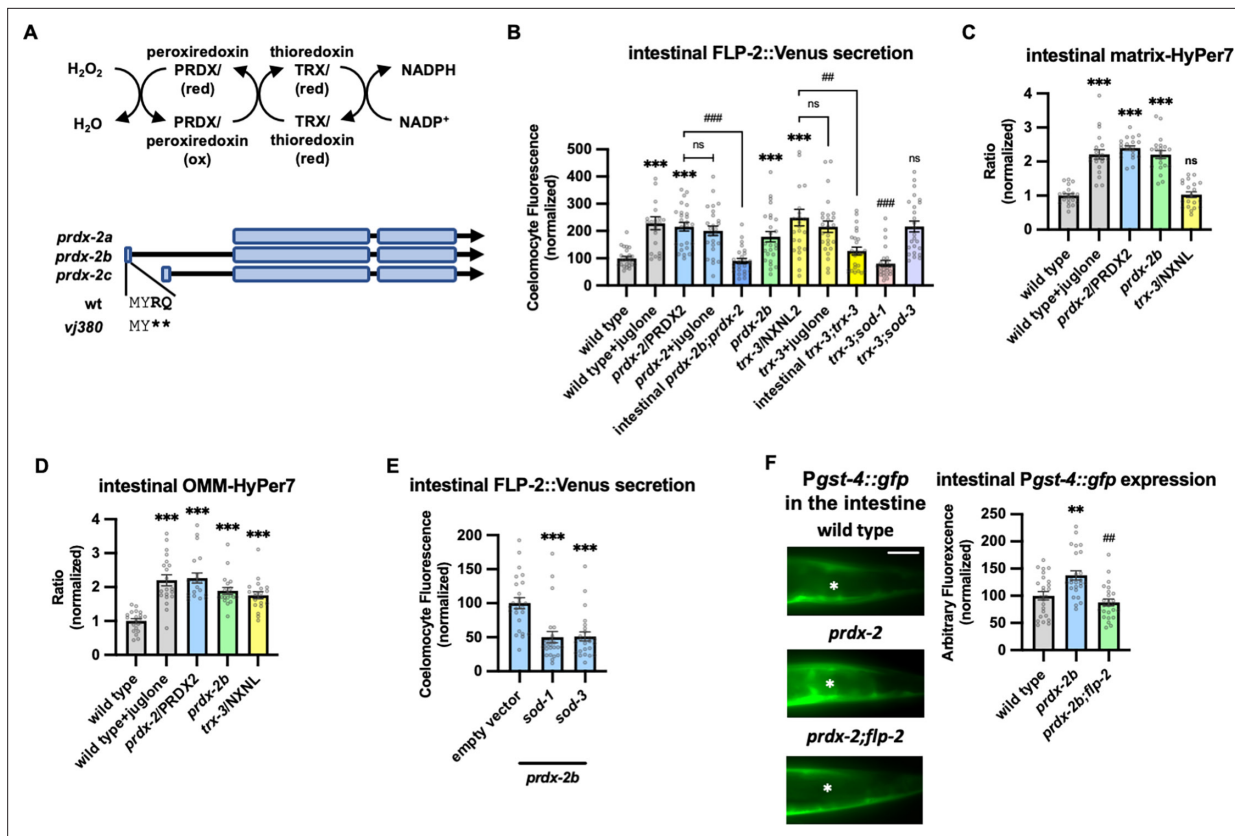 A
peroxiredoxin
thioredoxin
H₂O₂
PRDX/
(red)
TRX/
(red)
NADPH
H₂O
PRDX/
peroxiredoxin
(ox)
TRX/
thioredoxin
(red)
NADP⁺
prdx-2a
prdx-2b
prdx-2c
wt
MYRQ
vj380
MY**
B
intestinal FLP-2::Venus secretion
##
###
ns
ns
***
***
***
***
###
ns
Coelomocyte Fluorescence
(normalized)
500
400
300
200
100
0
wild type
wild type+juglone
prdx-2/PRDX2
prdx-2+juglone
intestinal prdx-2b;prdx-2
prdx-2b
trx-3/NXNL2
trx-3+juglone
intestinal trx-3;trx-3
trx-3;sod-1
trx-3;sod-3
C
intestinal matrix-HyPer7
***
***
***
ns
Ratio
(normalized)
4
3
2
1
0
wild type
wild type+juglone
prdx-2/PRDX2
prdx-2b
trx-3/NXNL
D
intestinal OMM-HyPer7
***
***
***
***
Ratio
(normalized)
4
3
2
1
0
wild type
wild type+juglone
prdx-2/PRDX2
prdx-2b
trx-3/NXNL
E
intestinal FLP-2::Venus secretion
***
***
Coelomocyte Fluorescence
(normalized)
200
150
100
50
0
empty vector
sod-1
sod-3
prdx-2b
F
Pgst-4::gfp
in the intestine
wild type
*
prdx-2
*
prdx-2;flp-2
*
intestinal Pgst-4::gfp expression
**
##
Arbitrary Fluorexence
(normalized)
250
200
150
100
50
0
wild type
prdx-2b
prdx-2b;flp-2